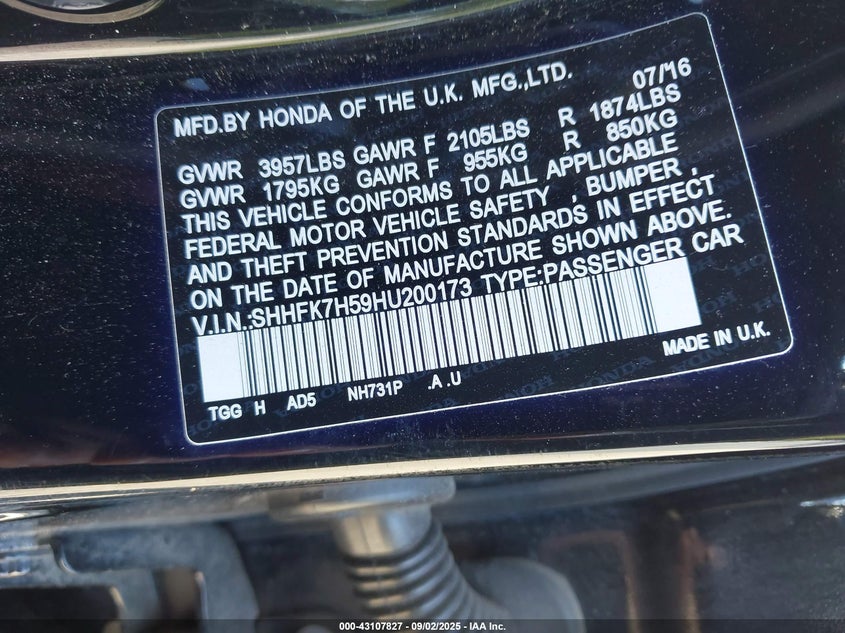 MFD.BY HONDA OF THE U.K. MFG.,LTD. 07/16
GVWR 3957LBS GAWR F 2105LBS R 1874LBS
GVWR 1795KG GAWR F 955KG R 850KG
THIS VEHICLE CONFORMS TO ALL APPLICABLE
FEDERAL MOTOR VEHICLE SAFETY , BUMPER ,
AND THEFT PREVENTION STANDARDS IN EFFECT
ON THE DATE OF MANUFACTURE SHOWN ABOVE.
V.I.N.:SHHFK7H59HU200173 TYPE:PASSENGER CAR
TGG H AD5 NH731P .A .U MADE IN U.K.
000-43107827 - 09/02/2025 - IAA Inc.